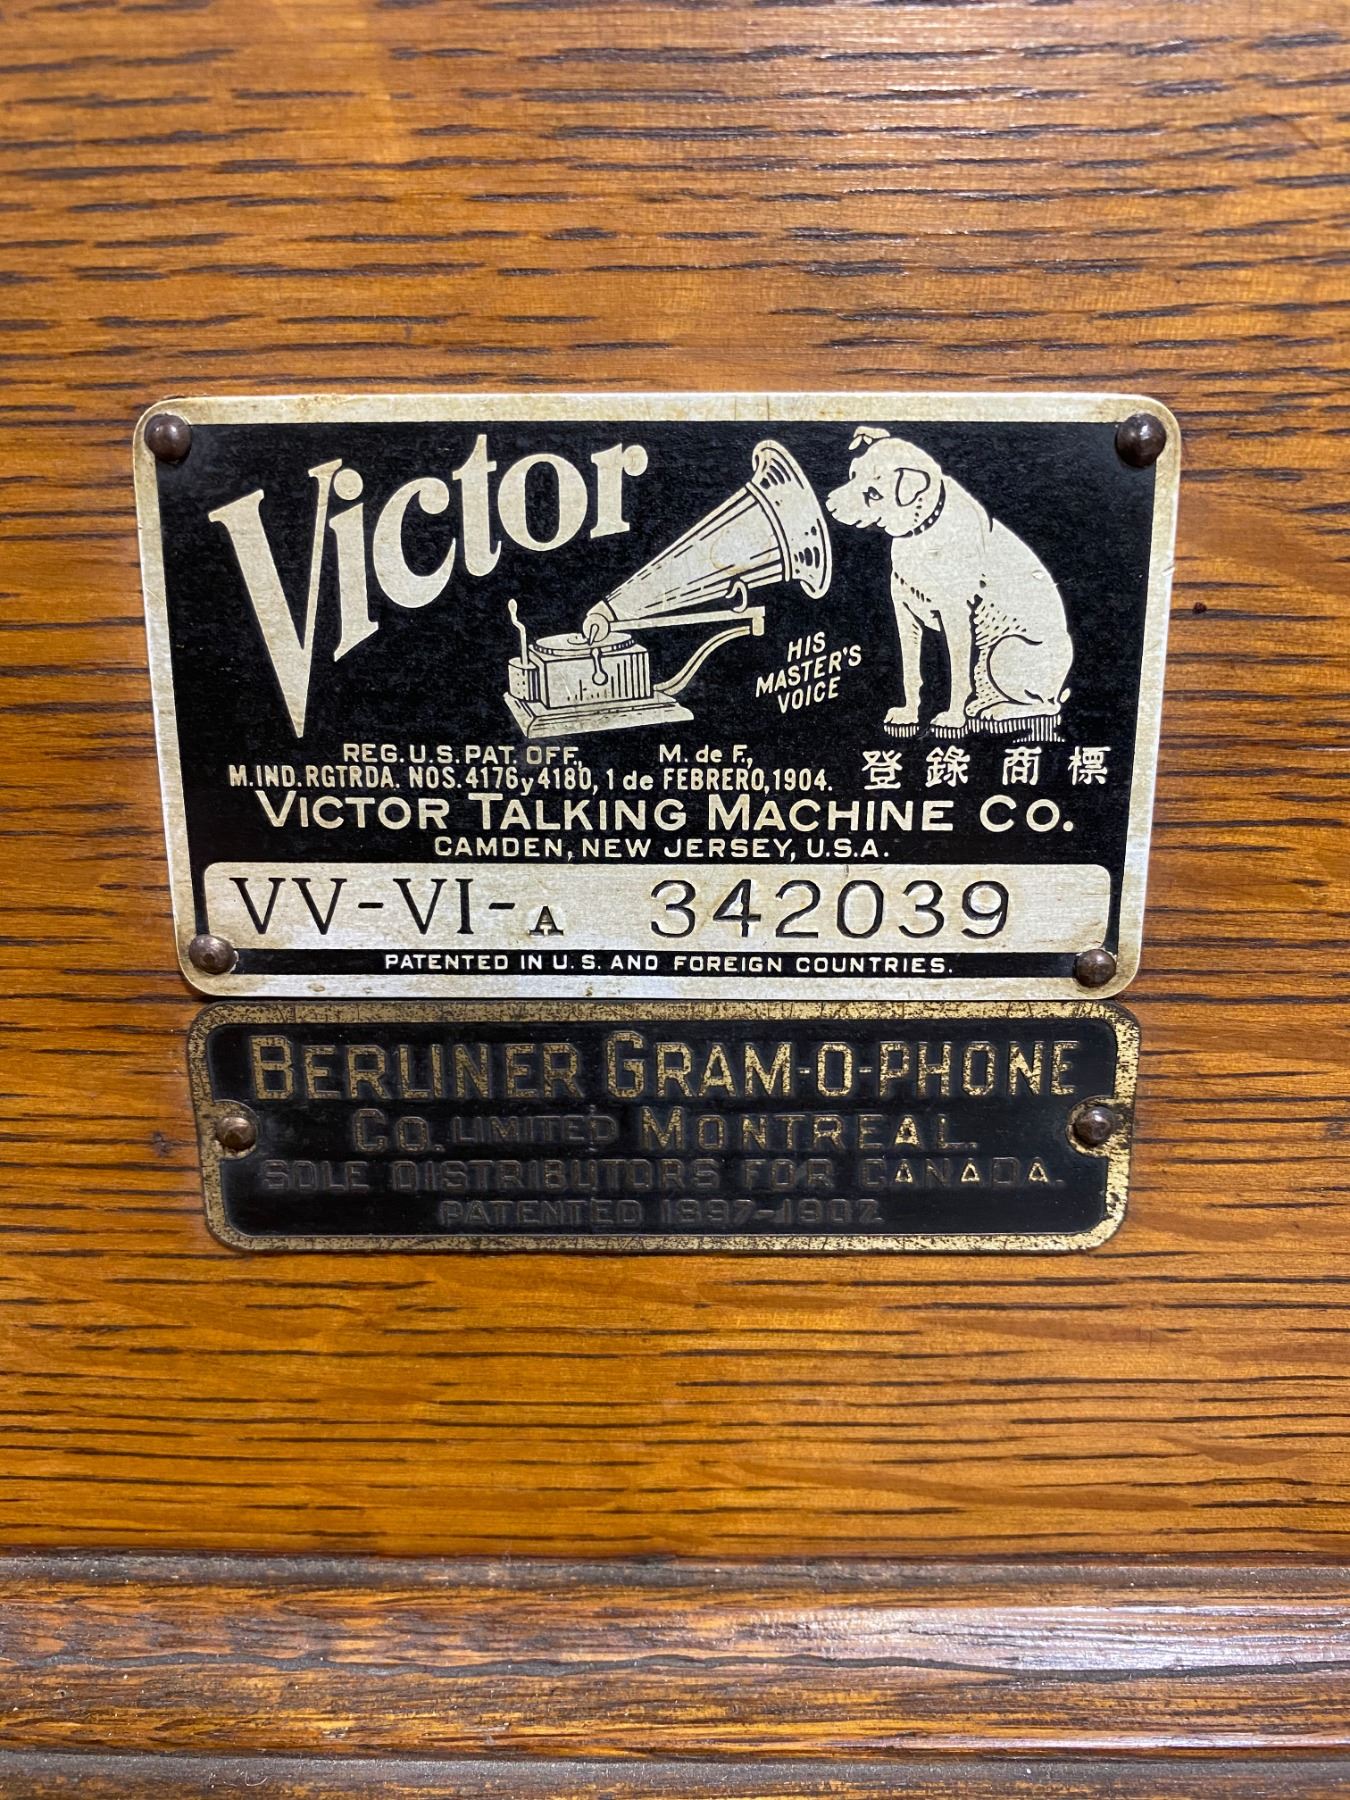 Victor
HIS
MASTER'S
VOICE
REG.U.S.PAT. OFF., M. de F.,
M.IND.RGTRDA. NOS.4176y4180, 1 de FEBRERO,1904.
登錄商標
VICTOR TALKING MACHINE CO.
CAMDEN, NEW JERSEY, U.S.A.
VV-VI-A 342039
PATENTED IN U.S. AND FOREIGN COUNTRIES.
BERLINER GRAM-O-PHONE
CO. LIMITED MONTREAL.
SOLE DISTRIBUTORS FOR CANADA.
PATENTED 1897-1902